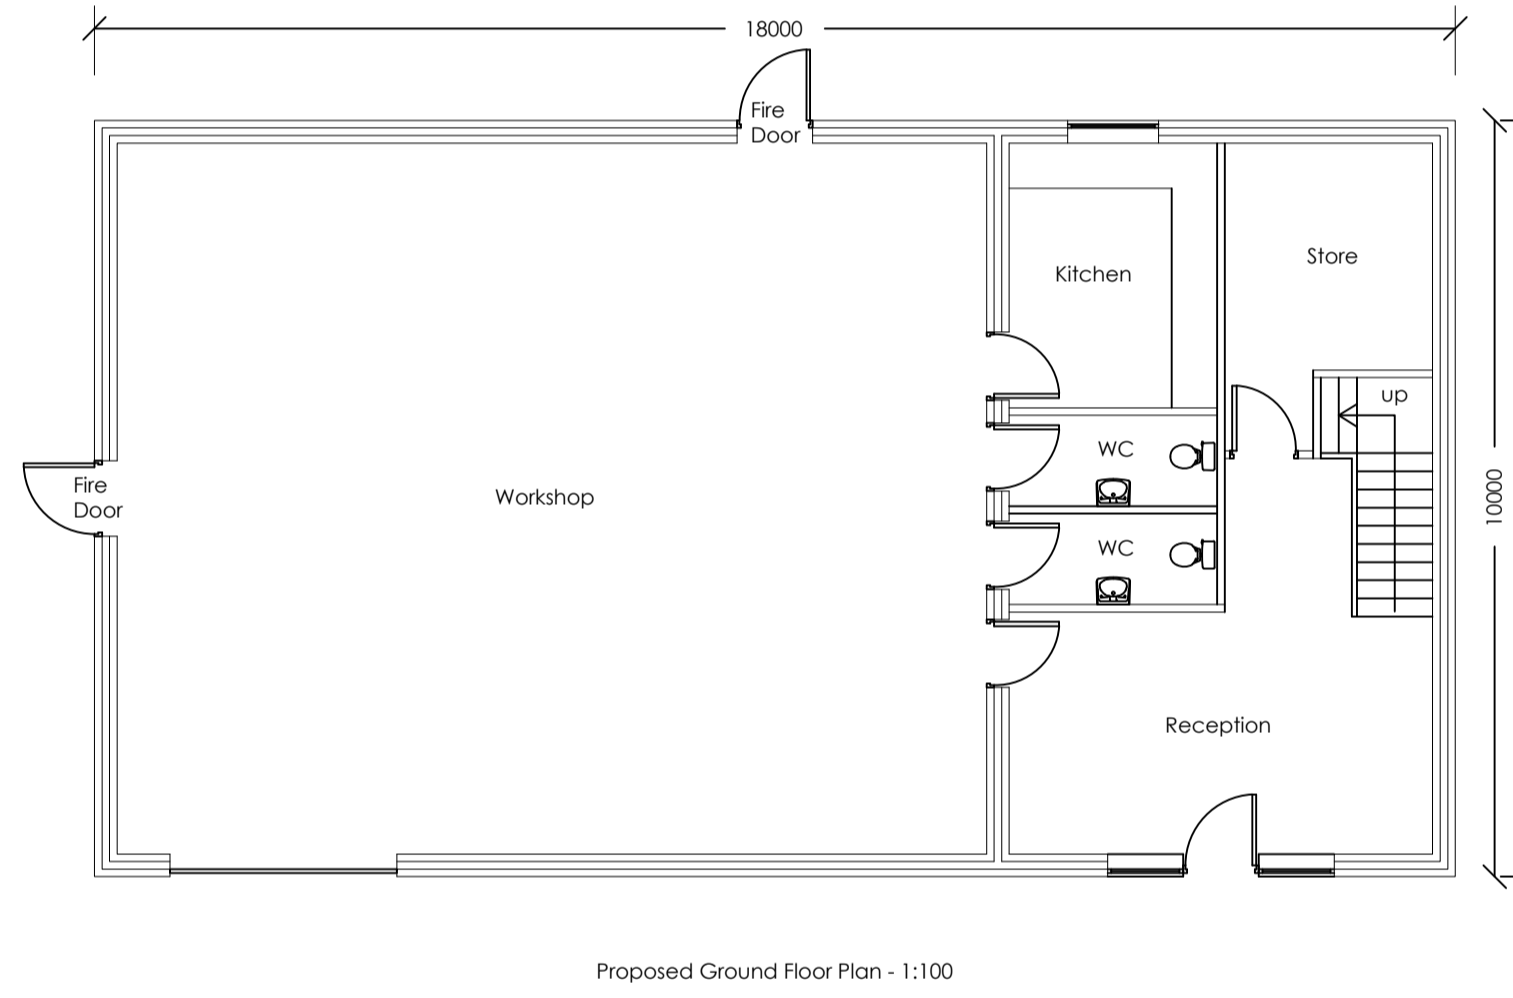 18000
Fire
Door
Store
Kitchen
up
WC
Fire
Door
Workshop
10000
WC
Reception
Proposed Ground Floor Plan - 1:100